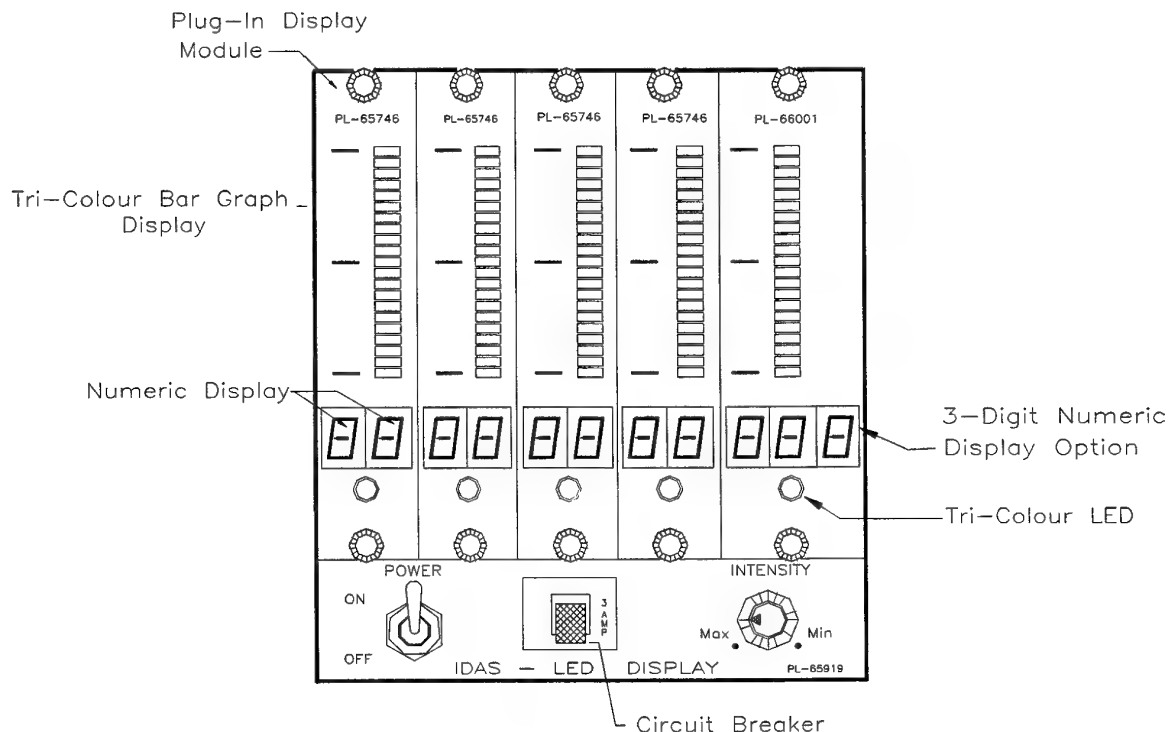 Plug-In Display
Module
PL-65746
PL-65746
PL-65746
PL-65746
PL-66001
Tri-Colour Bar Graph
Display
Numeric Display
3-Digit Numeric
Display Option
Tri-Colour LED
POWER
ON
OFF
3 AMP
INTENSITY
Max
Min
IDAS - LED DISPLAY
PL-65919
Circuit Breaker